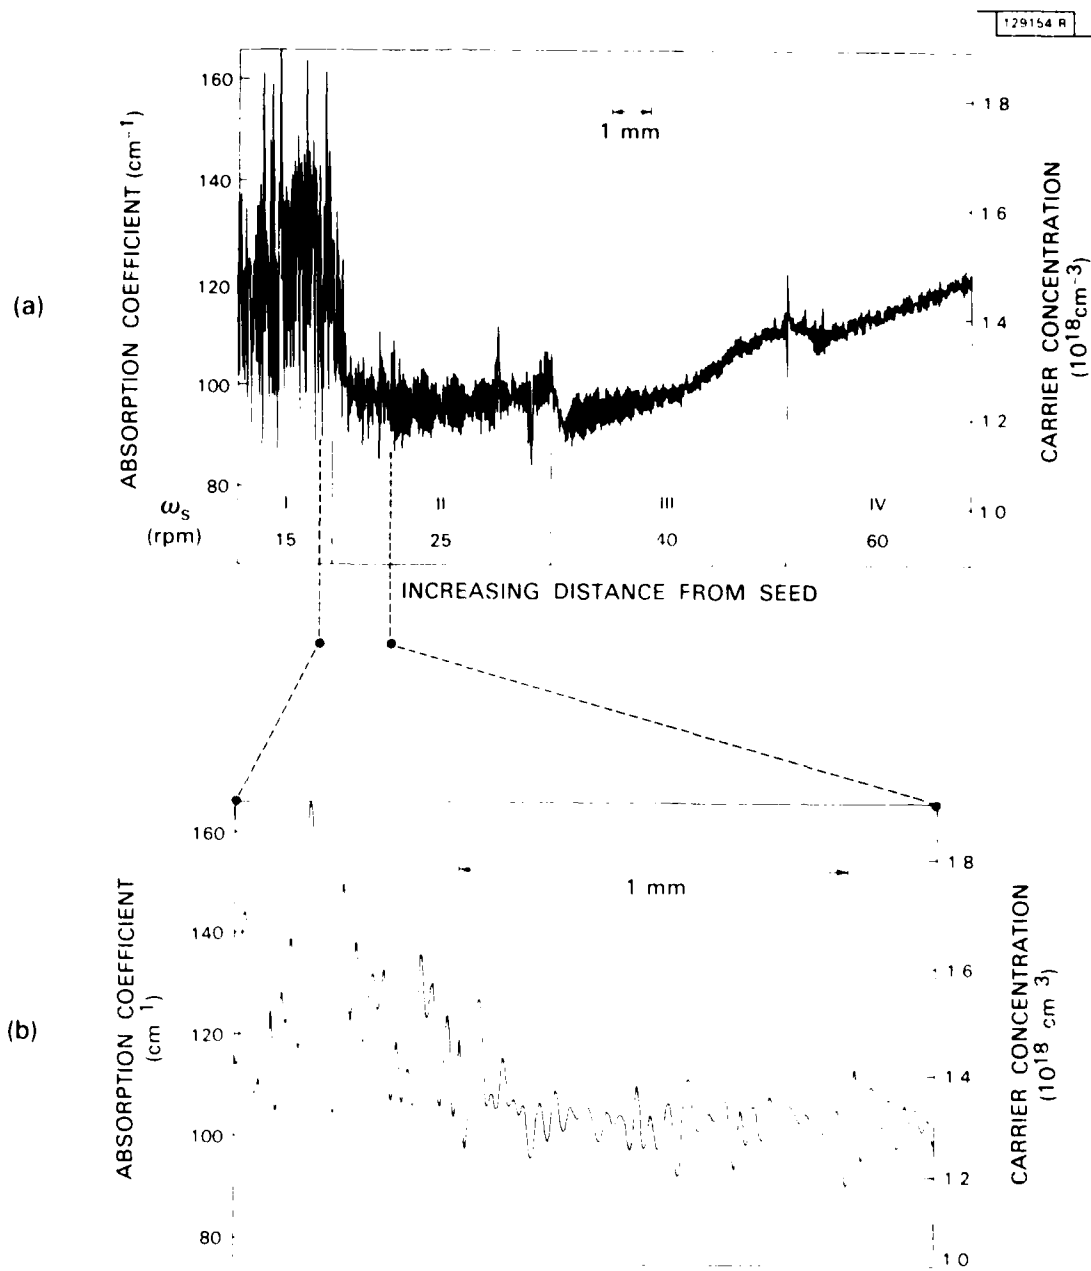 129154 R
(a)
ABSORPTION COEFFICIENT (cm⁻¹)
160
140
120
100
80
1 mm
1 8
1 6
1 4
1 2
1 0
CARRIER CONCENTRATION
(10¹⁸cm⁻³)
ωs
(rpm)
I
II
III
IV
15
25
40
60
INCREASING DISTANCE FROM SEED
(b)
ABSORPTION COEFFICIENT
(cm ¹)
160
140
120
100
80
1 mm
1 8
1 6
1 4
1 2
1 0
CARRIER CONCENTRATION
(10¹⁸ cm ³)